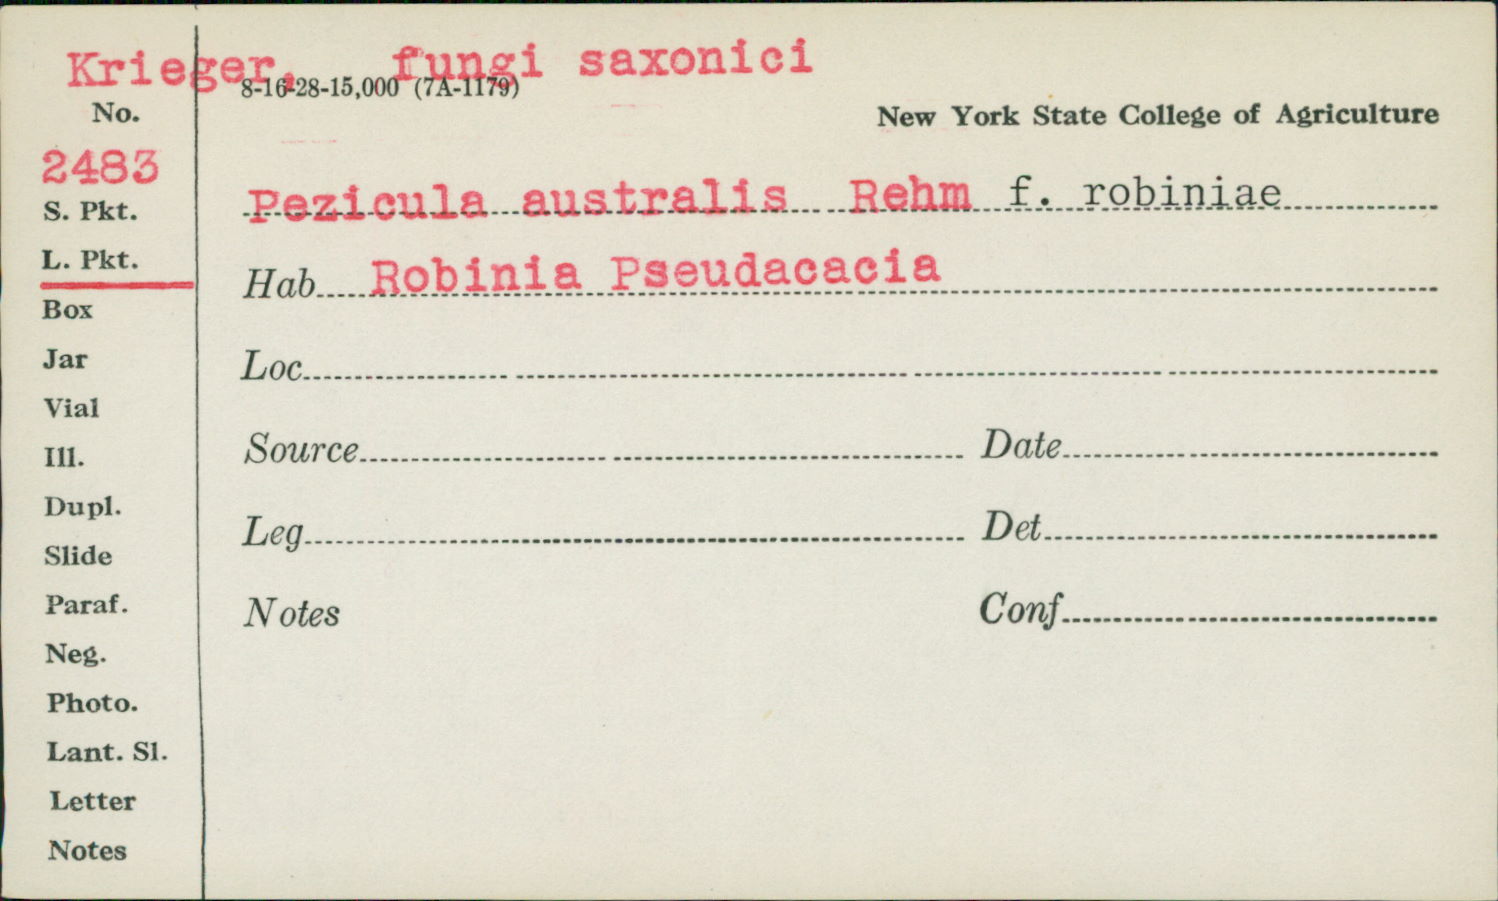 Krieger, fungi saxonici
8-16-28-15,000 (7A-1179)
No.
New York State College of Agriculture
2483
Pezicula australis Rehm f. robiniae
S. Pkt.
L. Pkt.
Hab Robinia Pseudacacia
Box
Jar
Loc
Vial
Ill.
Source Date
Dupl.
Slide
Leg Det
Paraf.
Notes Conf
Neg.
Photo.
Lant. Sl.
Letter
Notes